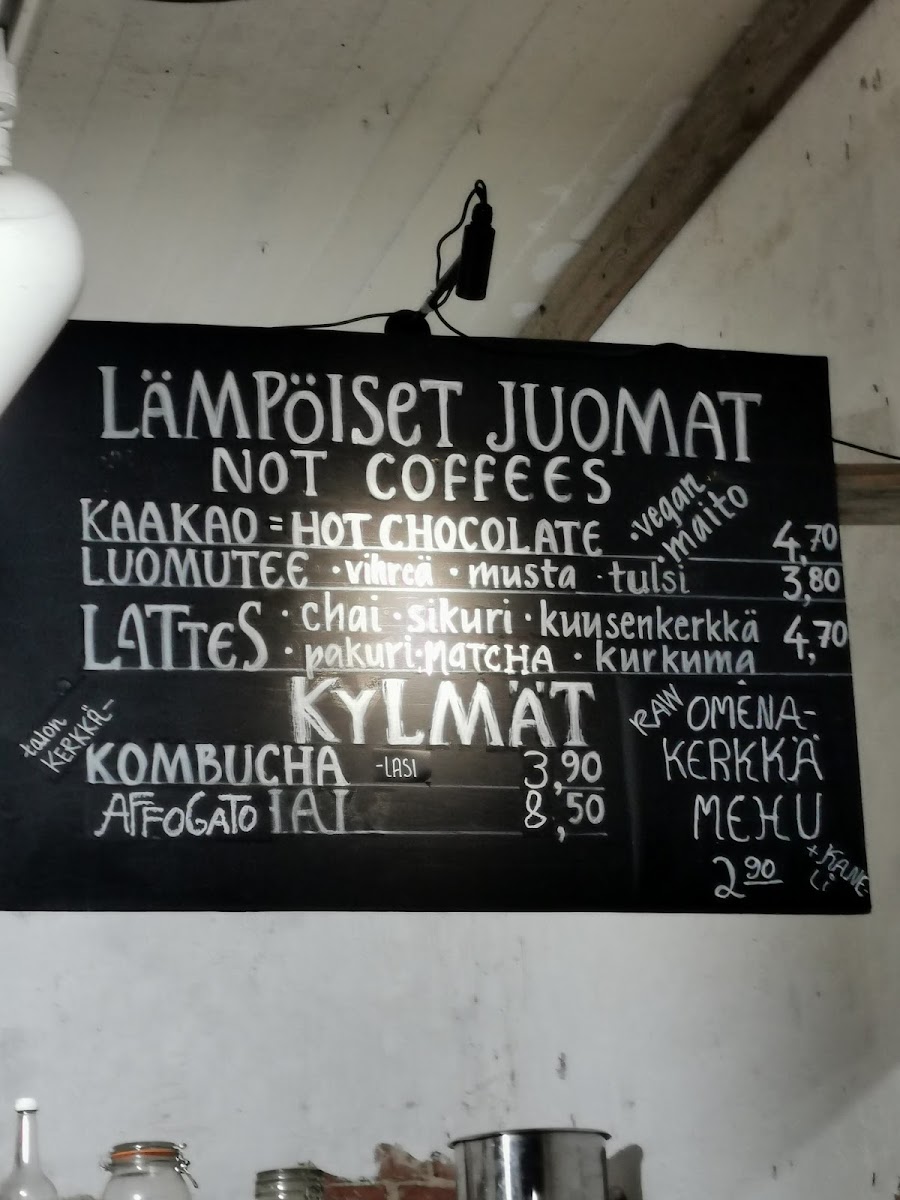 LÄMPÖISET JUOMAT
NOT COFFEES
KAAKAO = HOT CHOCOLATE · vegan · maito 4,70
LUOMUTEE · vihreä · musta · tulsi 3,80
LATTES · chai · sikuri · kuusenkerkkä 4,70
· pakuri · MATCHA · kurkuma
KYLMÄT
talon
KERKKÄ-
KOMBUCHA -LASI 3,90
AFFOGATO 8,50
RAW OMENA-
KERKKÄ
MEHU
2 90
+ KANE
Li